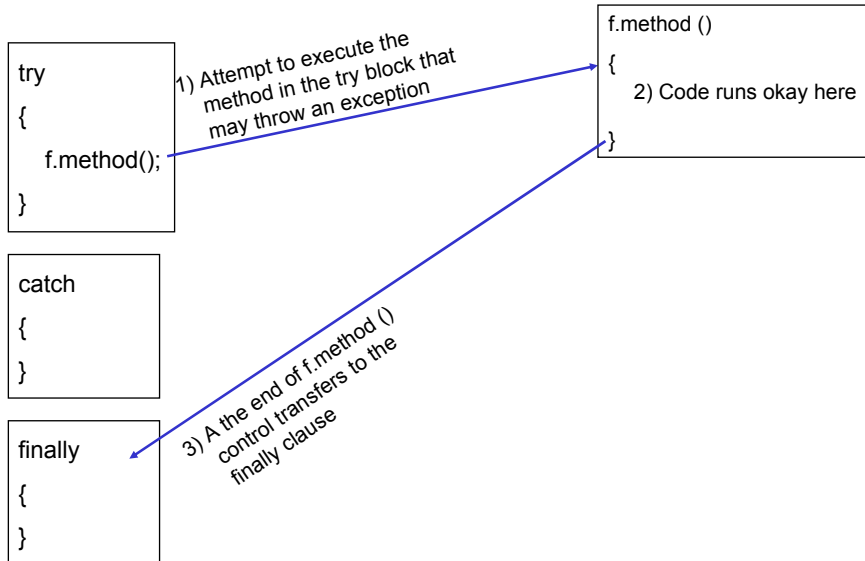 try
{
f.method();
}
1) Attempt to execute the
method in the try block that
may throw an exception
f.method ()
{
2) Code runs okay here
}
catch
{
}
3) A the end of f.method ()
control transfers to the
finally clause
finally
{
}